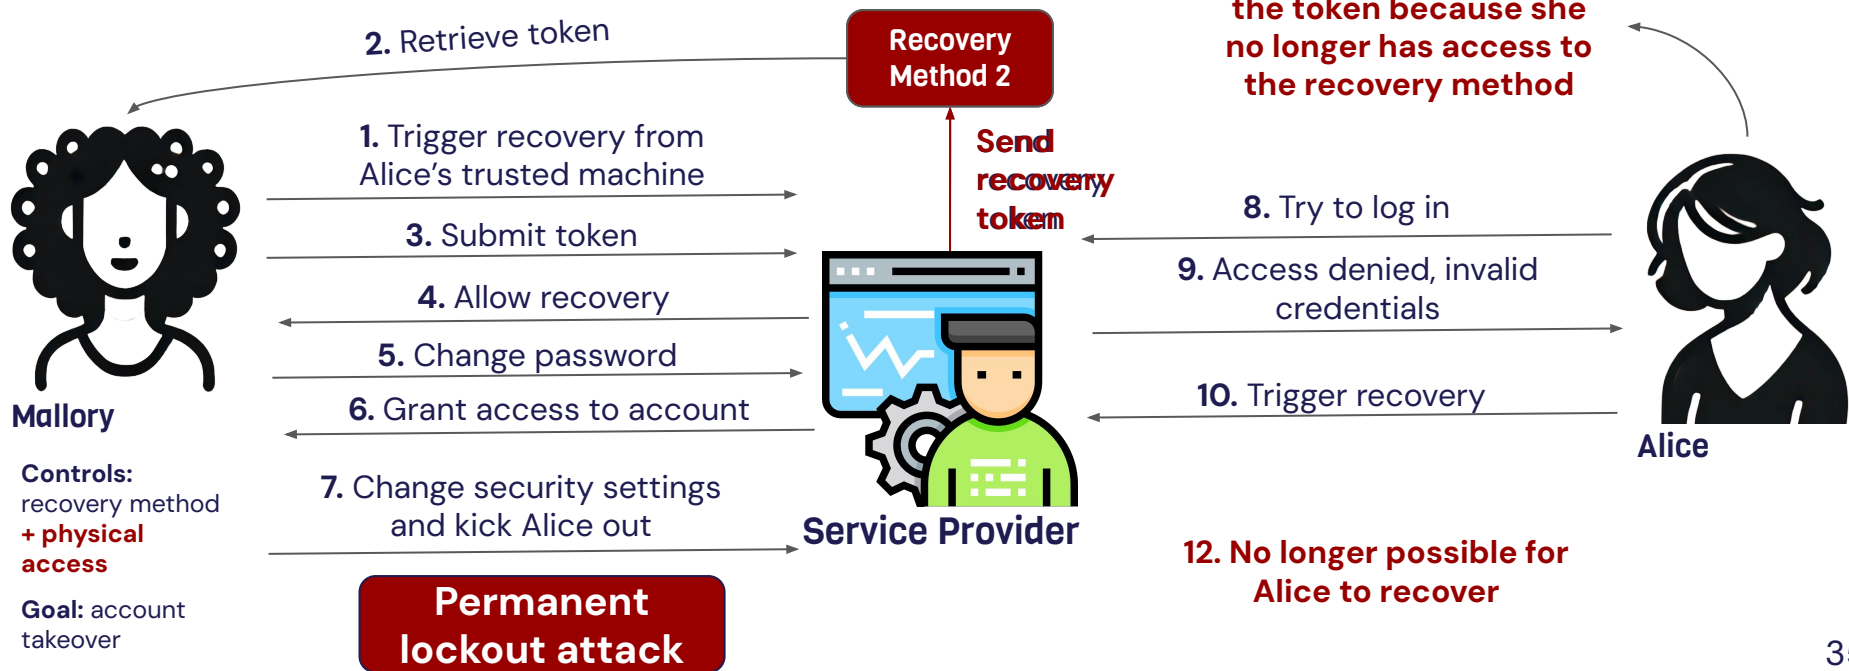 2. Retrieve token
Recovery
Method 2
the token because she
no longer has access to
the recovery method
1. Trigger recovery from
Alice’s trusted machine
Send
recovery
token
3. Submit token
4. Allow recovery
5. Change password
6. Grant access to account
7. Change security settings
and kick Alice out
8. Try to log in
9. Access denied, invalid
credentials
10. Trigger recovery
Mallory
Controls:
recovery method
+ physical
access
Goal: account
takeover
Service Provider
Alice
12. No longer possible for
Alice to recover
Permanent
lockout attack